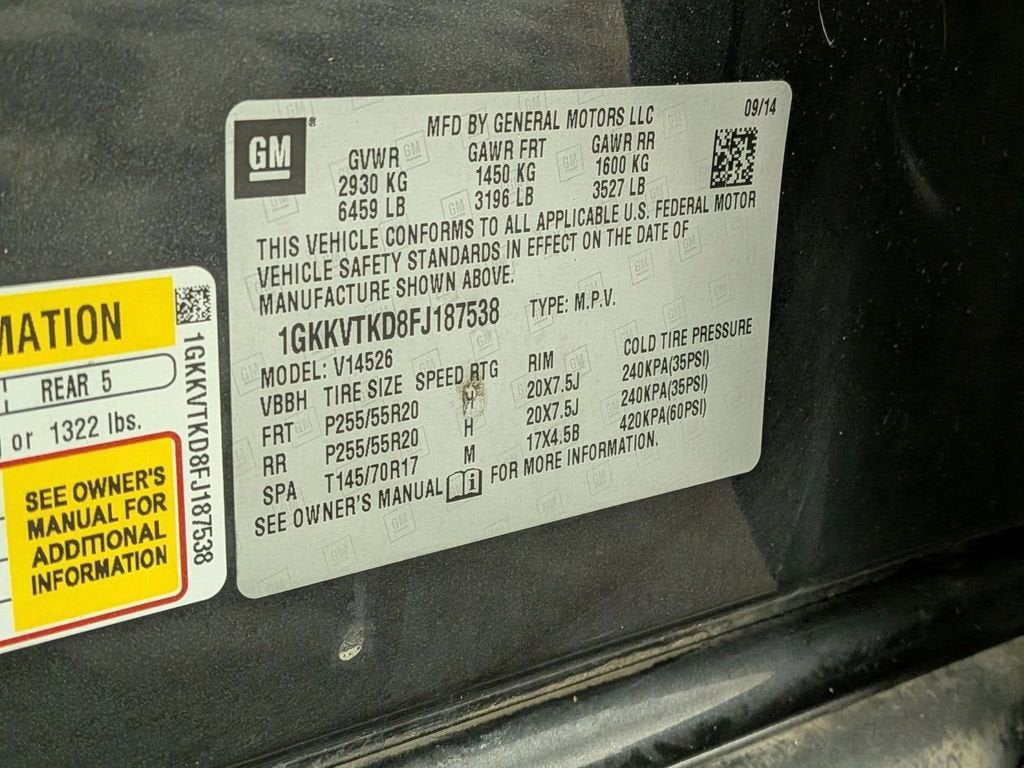 MATION
REAR 5
or 1322 lbs.
SEE OWNER'S
MANUAL FOR
ADDITIONAL
INFORMATION
1GKKVTKD8FJ187538
GM®
MFD BY GENERAL MOTORS LLC
09/14
GVWR GAWR FRT GAWR RR
2930 KG 1450 KG 1600 KG
6459 LB 3196 LB 3527 LB
THIS VEHICLE CONFORMS TO ALL APPLICABLE U.S. FEDERAL MOTOR
VEHICLE SAFETY STANDARDS IN EFFECT ON THE DATE OF
MANUFACTURE SHOWN ABOVE.
1GKKVTKD8FJ187538 TYPE: M.P.V.
MODEL: V14526
VBBH TIRE SIZE SPEED RTG RIM COLD TIRE PRESSURE
FRT P255/55R20 H 20X7.5J 240KPA(35PSI)
RR P255/55R20 H 20X7.5J 240KPA(35PSI)
SPA T145/70R17 M 17X4.5B 420KPA(60PSI)
SEE OWNER'S MANUAL FOR MORE INFORMATION.